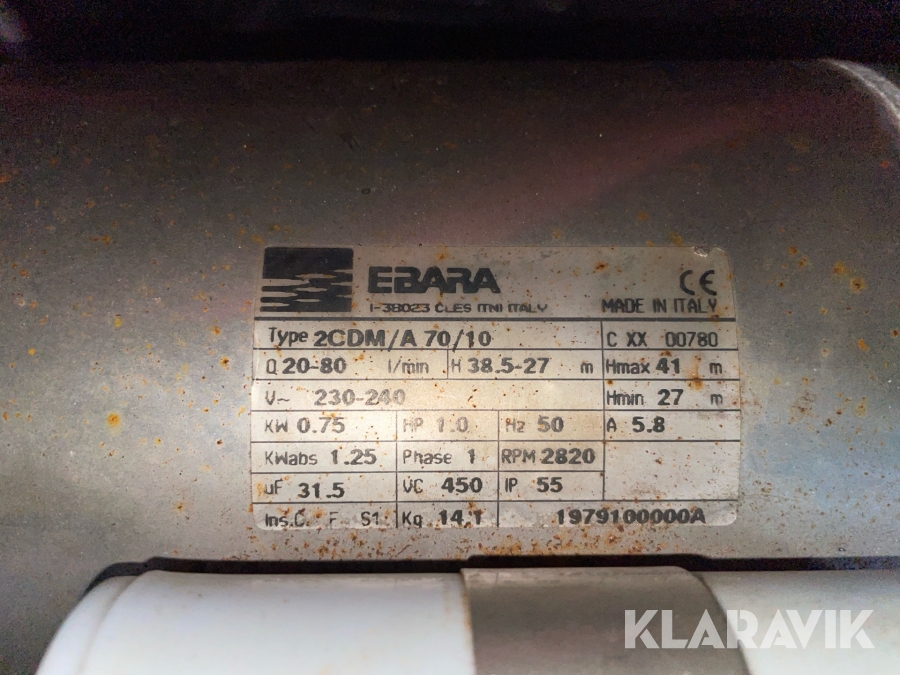 EBARA
I-38023 CLES (TN) ITALY
CE
MADE IN ITALY
Type 2CDM/A 70/10 C XX 00780
Q 20-80 l/min H 38.5-27 m Hmax 41 m
V~ 230-240 Hmin 27 m
KW 0.75 HP 1.0 Hz 50 A 5.8
KWabs 1.25 Phase 1 RPM 2820
uF 31.5 VC 450 IP 55
Ins.C. F S1 Kg 14.1 1979100000A
KLARAVIK